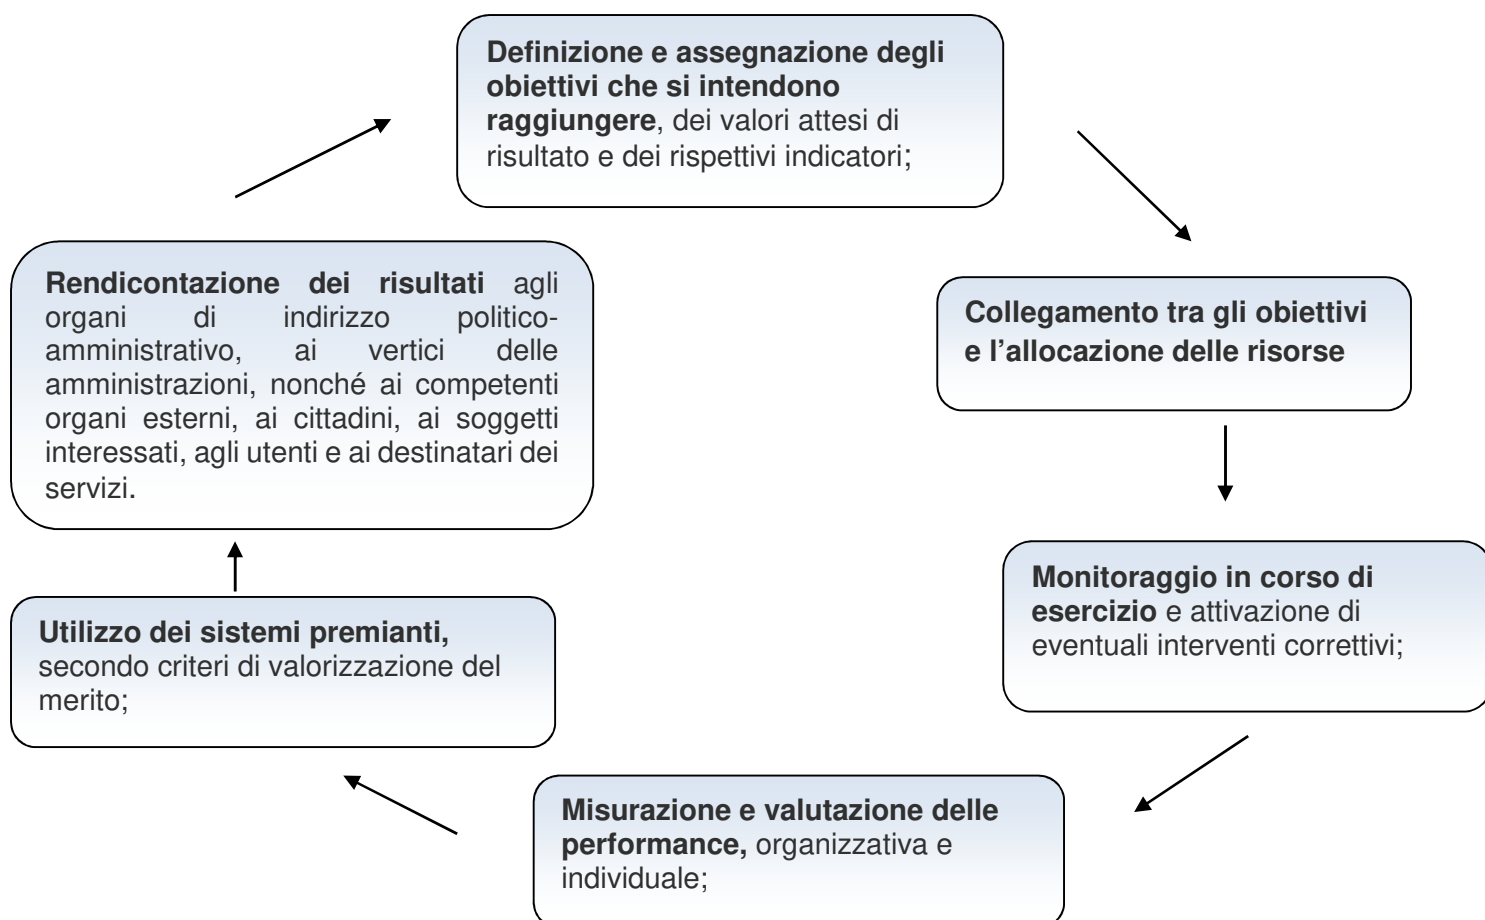 Definizione e assegnazione degli
obiettivi che si intendono
raggiungere, dei valori attesi di
risultato e dei rispettivi indicatori;
Collegamento tra gli obiettivi
e l’allocazione delle risorse
Monitoraggio in corso di
esercizio e attivazione di
eventuali interventi correttivi;
Misurazione e valutazione delle
performance, organizzativa e
individuale;
Utilizzo dei sistemi premianti,
secondo criteri di valorizzazione del
merito;
Rendicontazione dei risultati agli
organi di indirizzo politico-
amministrativo, ai vertici delle
amministrazioni, nonché ai competenti
organi esterni, ai cittadini, ai soggetti
interessati, agli utenti e ai destinatari dei
servizi.